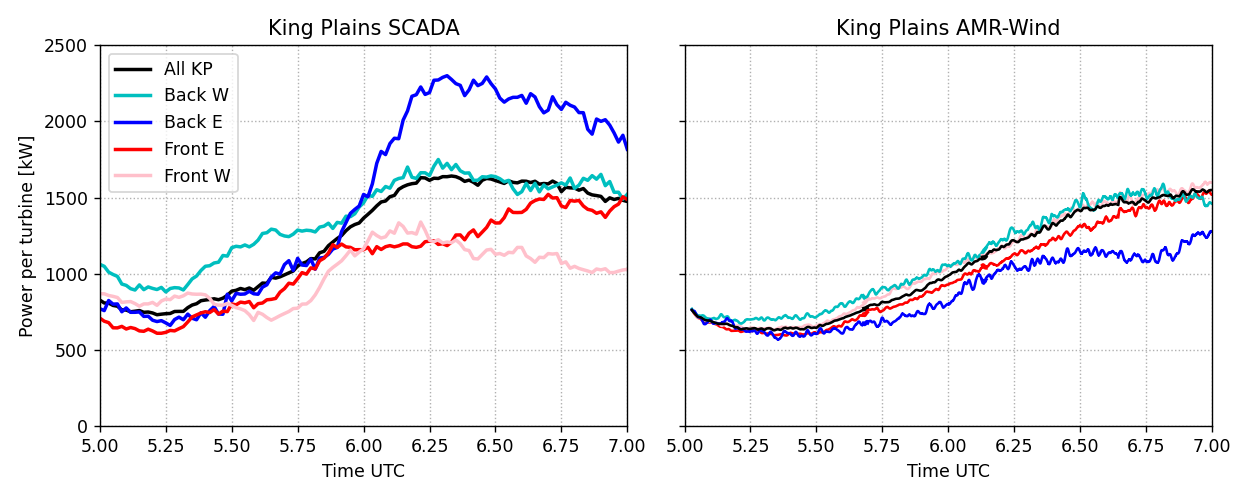 King Plains SCADA
King Plains AMR-Wind
Power per turbine [kW]
2500
2000
1500
1000
500
0
All KP
Back W
Back E
Front E
Front W
5.00 5.25 5.50 5.75 6.00 6.25 6.50 6.75 7.00
5.00 5.25 5.50 5.75 6.00 6.25 6.50 6.75 7.00
Time UTC
Time UTC